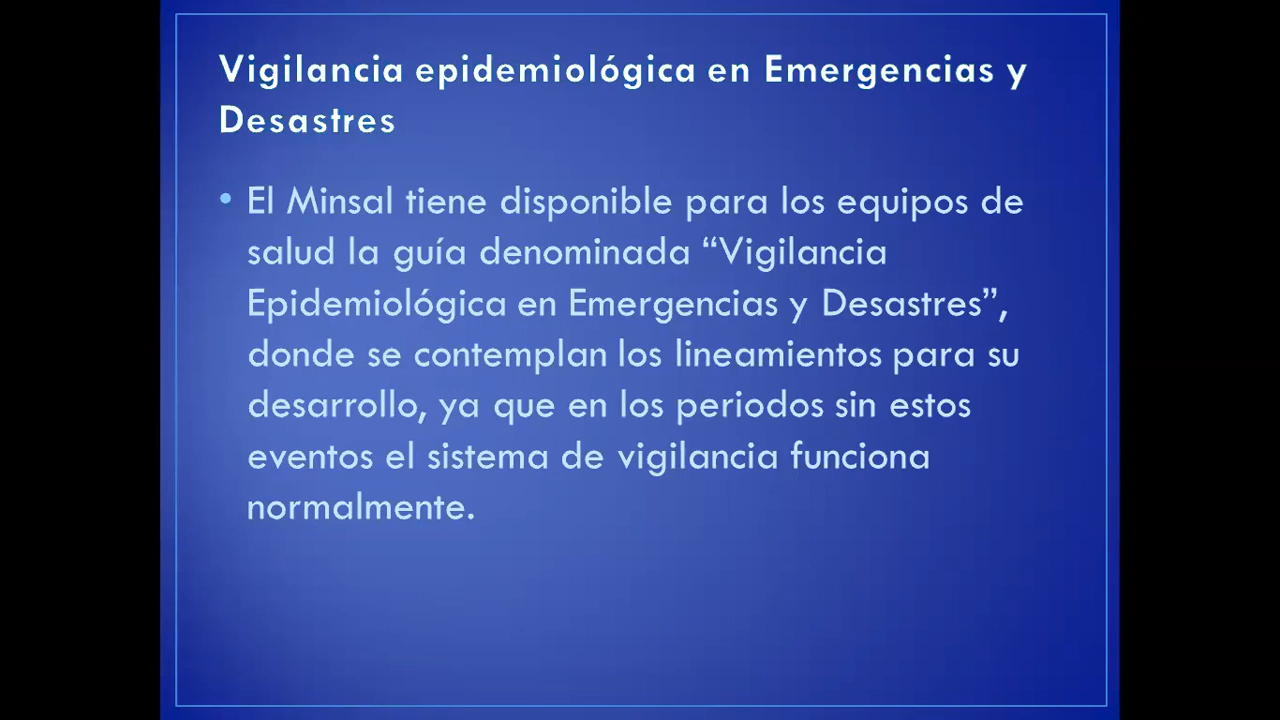 Vigilancia epidemiológica en Emergencias y
Desastres
• El Minsal tiene disponible para los equipos de
salud la guía denominada “Vigilancia
Epidemiológica en Emergencias y Desastres”,
donde se contemplan los lineamientos para su
desarrollo, ya que en los periodos sin estos
eventos el sistema de vigilancia funciona
normalmente.